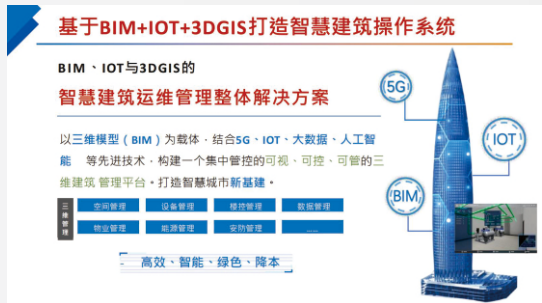 基于BIM+IOT+3DGIS打造智慧建筑操作系统
BIM、IOT与3DGIS的
智慧建筑运维管理整体解决方案
以三维模型（BIM）为载体，结合5G、IOT、大数据、人工智
能 等先进技术，构建一个集中管控的可视、可控、可管的三
维建筑 管理平台。打造智慧城市新基建。
三维管理
空间管理 设备管理 楼控管理 数据管理
物业管理 能源管理 安防管理 ......
高效、智能、绿色、降本
5G
IOT
BIM